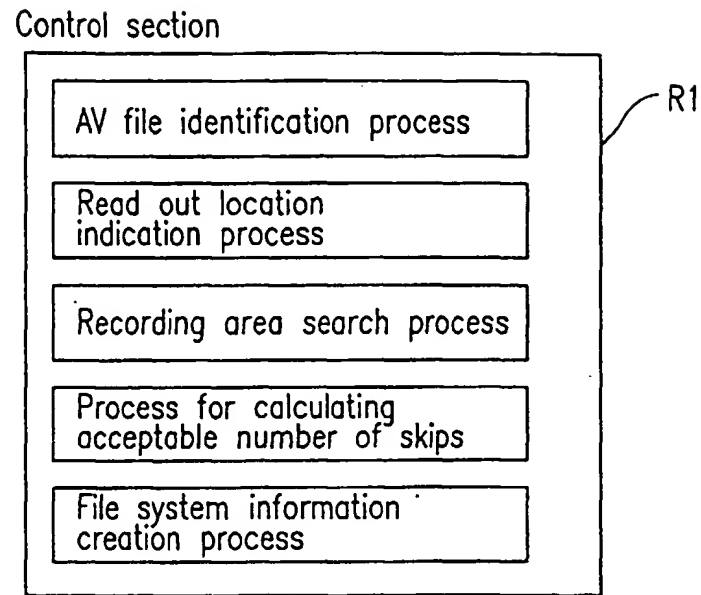 Control section
R1
AV file identification process
Read out location
indication process
Recording area search process
Process for calculating
acceptable number of skips
File system information
creation process